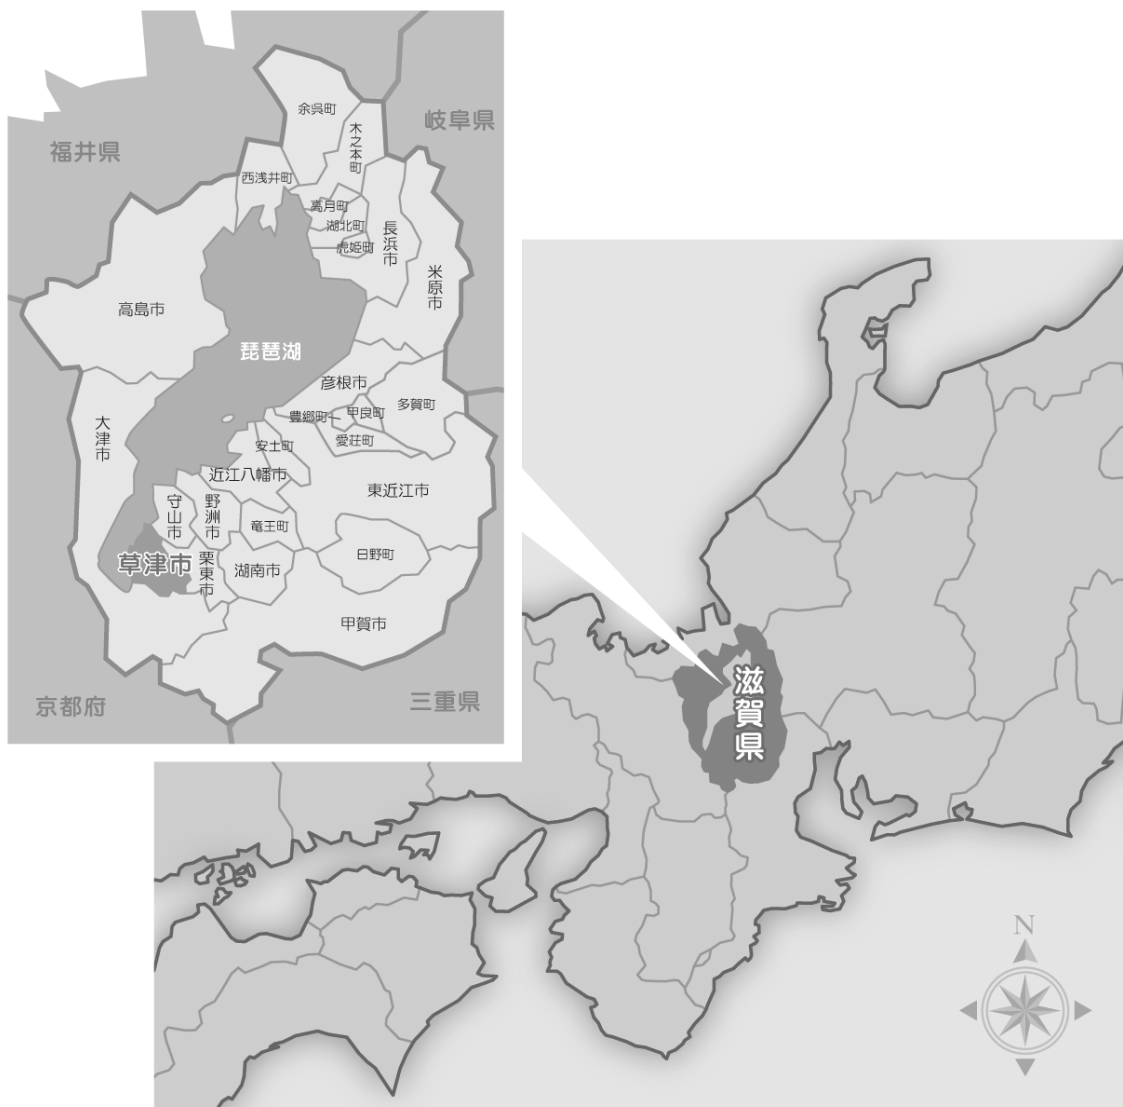 余呉町
岐阜県
木之本町
福井県
西浅井町
高月町
湖北町
長浜市
虎姫町
米原市
高島市
琵琶湖
彦根市
多賀町
豊郷町
甲良町
大津市
愛荘町
安土町
近江八幡市
東近江市
守山市
野洲市
竜王町
日野町
草津市
栗東市
湖南市
甲賀市
京都府
三重県
滋賀県
N